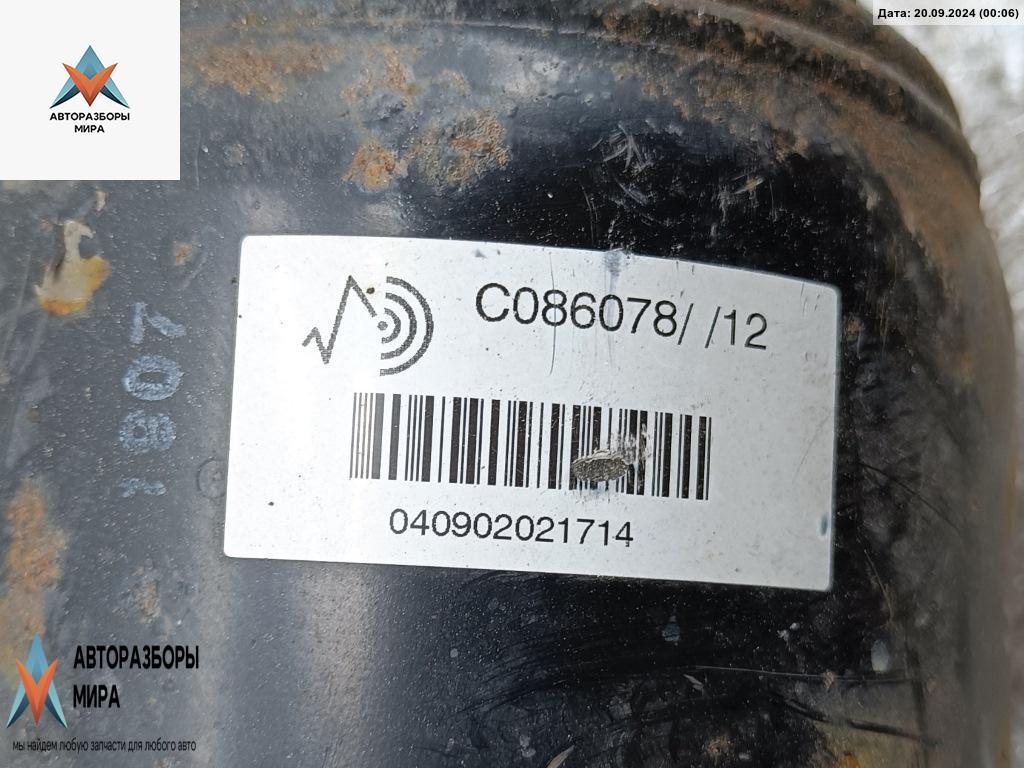 Дата: 20.09.2024 (00:06)
АВТОРАЗБОРЫ
МИРА
C086078/ /12
040902021714
АВТОРАЗБОРЫ
МИРА
мы найдем любую запчасти для любого авто